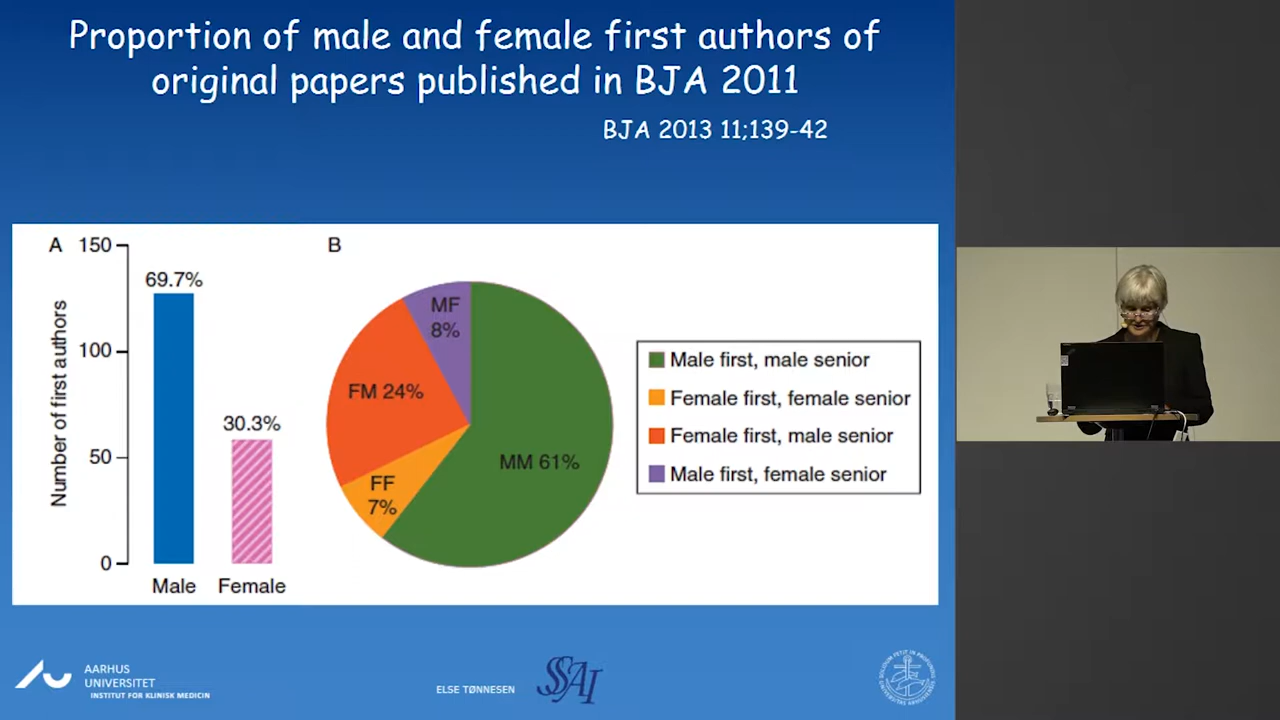 Proportion of male and female first authors of
original papers published in BJA 2011
BJA 2013 11;139-42
A
150
100
50
0
Number of first authors
69.7%
30.3%
Male
Female
B
MF
8%
FM 24%
FF
7%
MM 61%
Male first, male senior
Female first, female senior
Female first, male senior
Male first, female senior
AARHUS
UNIVERSITET
INSTITUT FOR KLINISK MEDICIN
ELSE TØNNESEN
SSAI